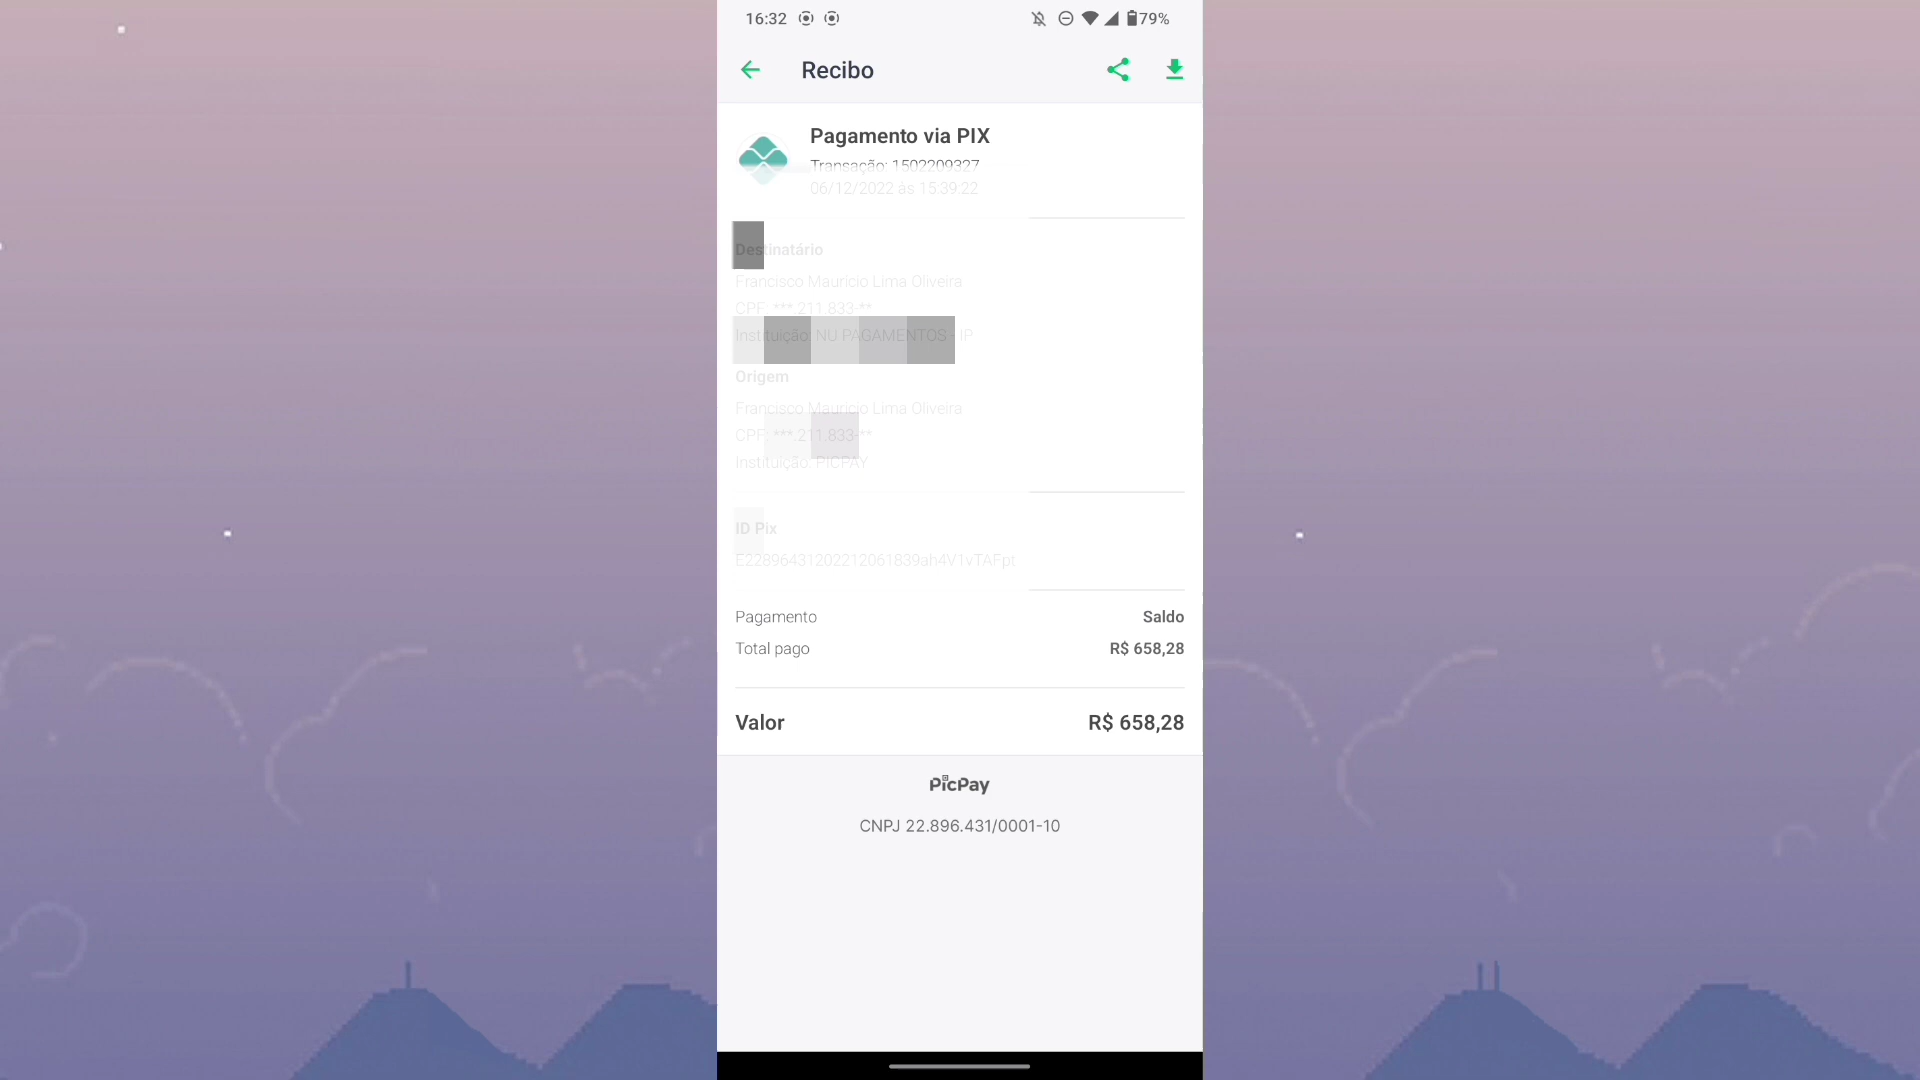 16:32 79%
Recibo
Pagamento via PIX
Transação: 1502209327
06/12/2022 às 15:39:22
Destinatário
Francisco Mauricio Lima Oliveira
CPF: ***.211.833-**
Instituição: NU PAGAMENTOS - IP
Origem
Francisco Mauricio Lima Oliveira
CPF: ***.211.833-**
Instituição: PICPAY
ID Pix
E22896431202212061839ah4V1vTAFpt
Pagamento Saldo
Total pago R$ 658,28
Valor R$ 658,28
PicPay
CNPJ 22.896.431/0001-10